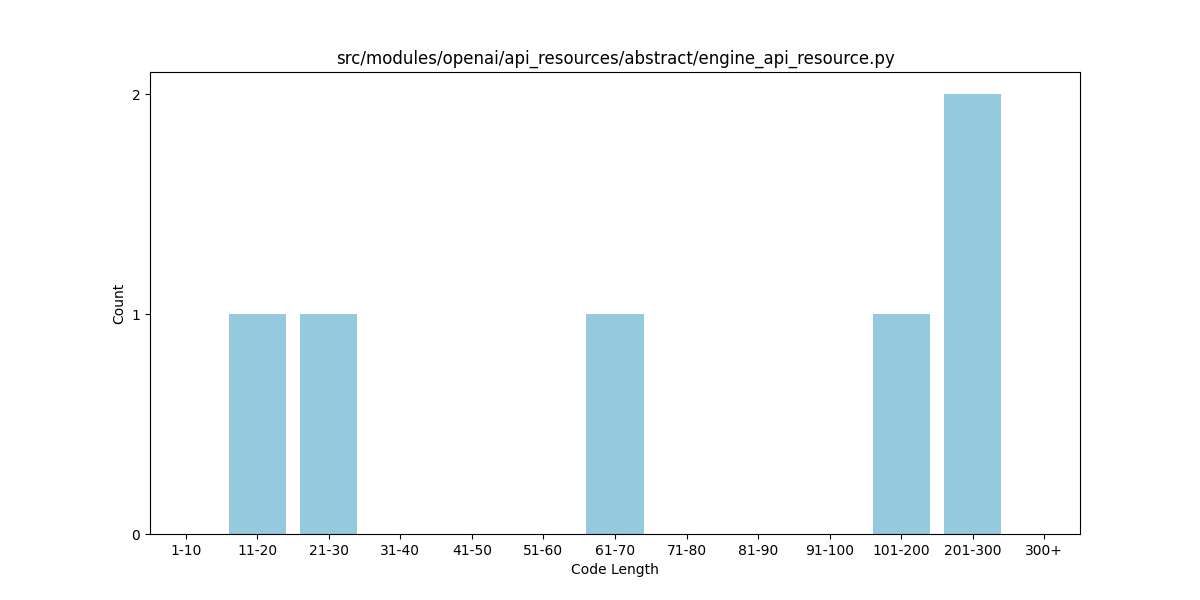 src/modules/openai/api_resources/abstract/engine_api_resource.py
2
1
0
Count
1-10 11-20 21-30 31-40 41-50 51-60 61-70 71-80 81-90 91-100 101-200 201-300 300+
Code Length